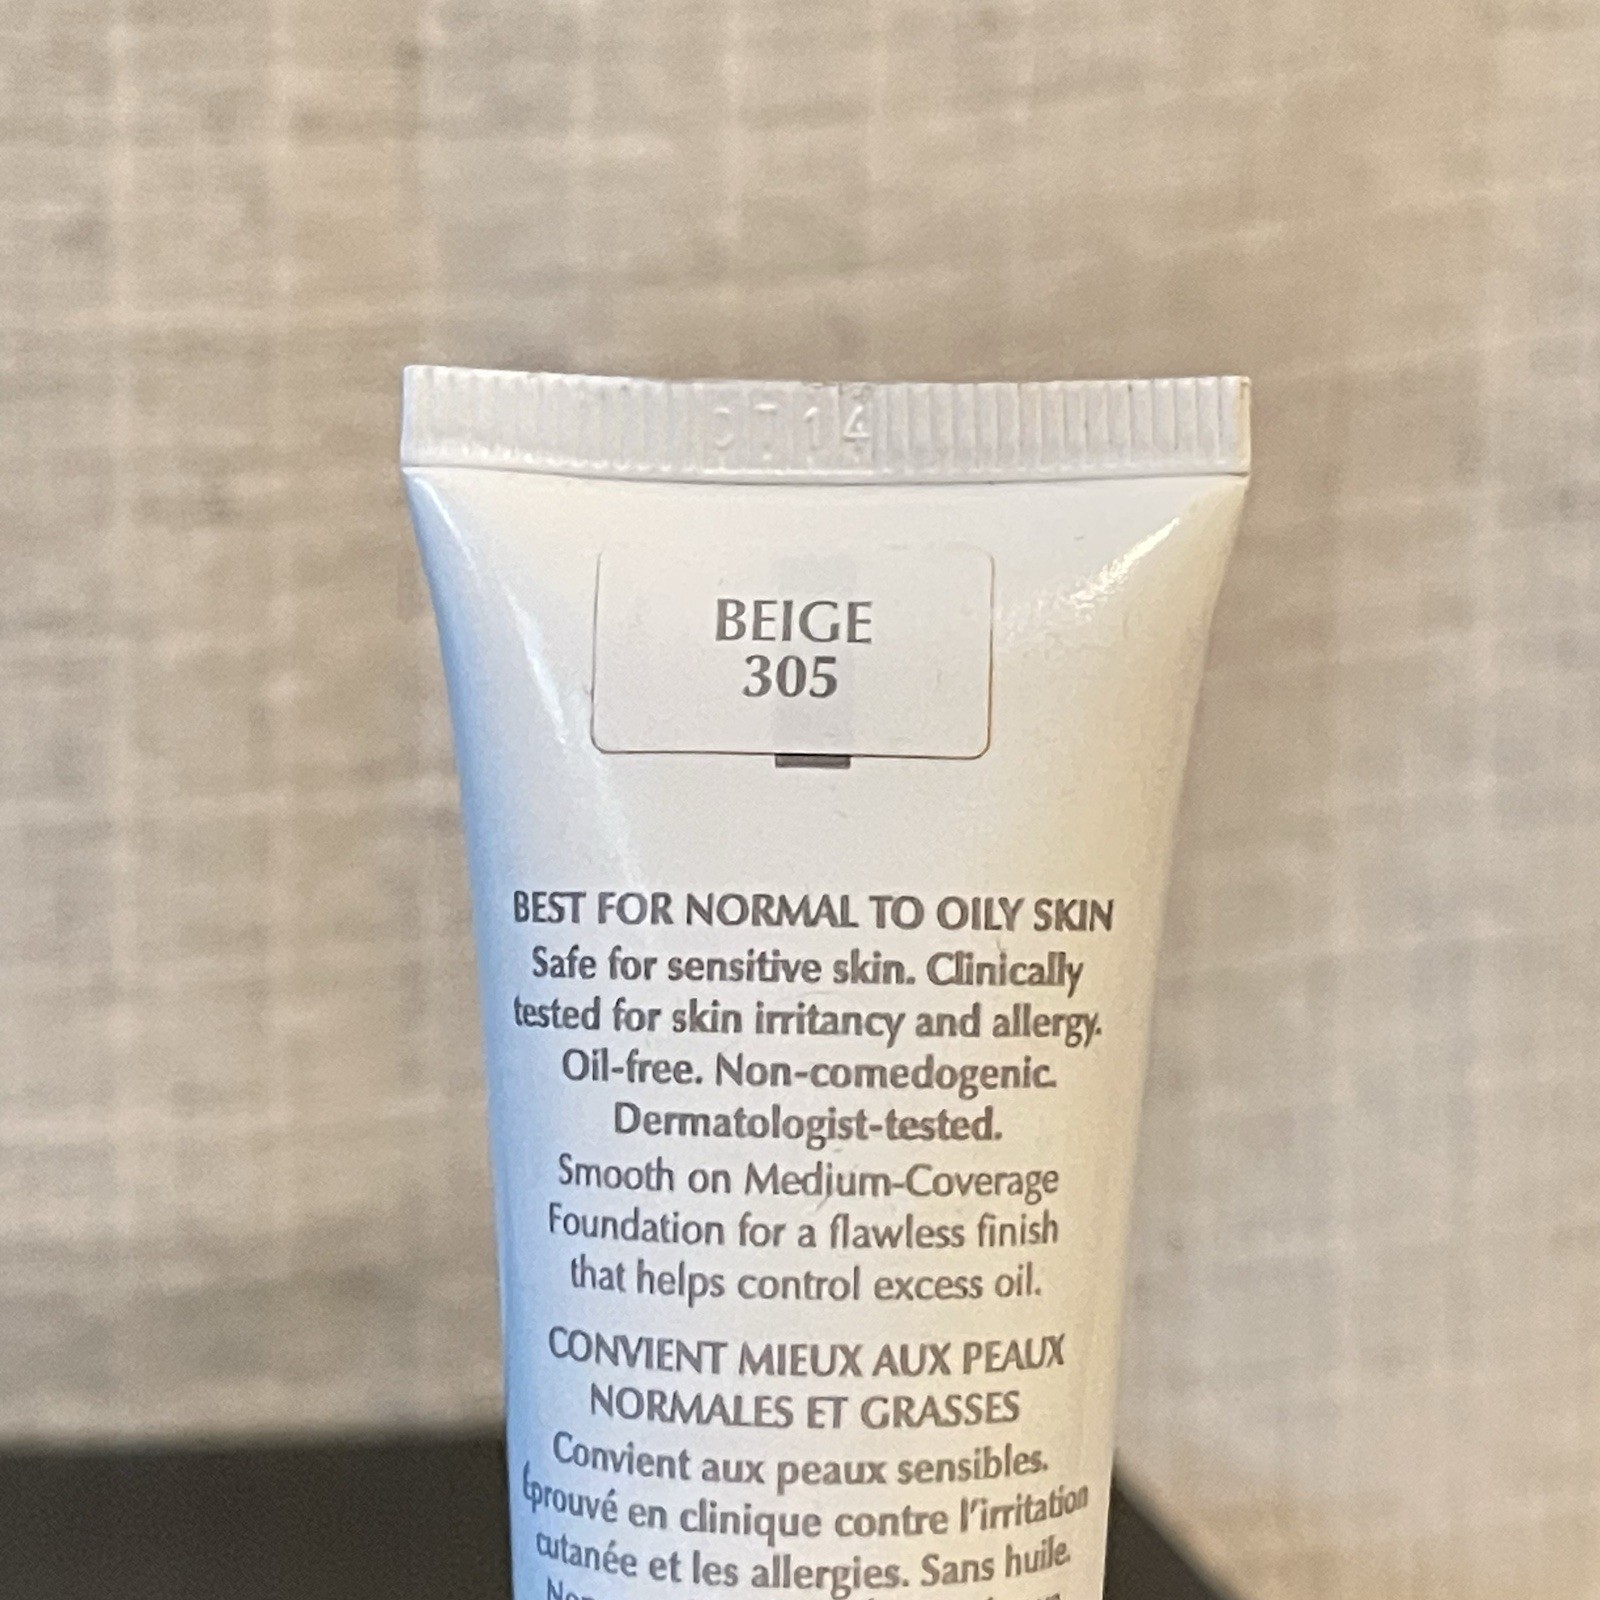 BEIGE
305
BEST FOR NORMAL TO OILY SKIN
Safe for sensitive skin. Clinically
tested for skin irritancy and allergy.
Oil-free. Non-comedogenic.
Dermatologist-tested.
Smooth on Medium-Coverage
Foundation for a flawless finish
that helps control excess oil.
CONVIENT MIEUX AUX PEAUX
NORMALES ET GRASSES
Convient aux peaux sensibles.
Éprouvé en clinique contre l'irritation
cutanée et les allergies. Sans huile.